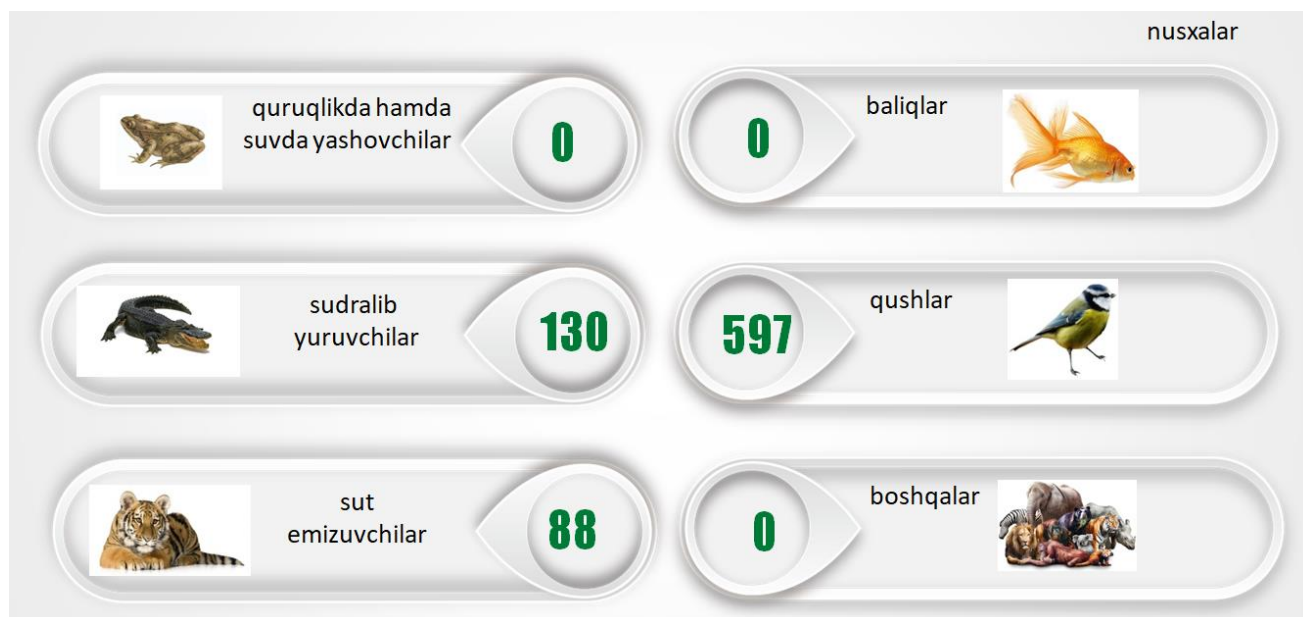 nusxalar
quruqlikda hamda
suvda yashovchilar
0
0
baliqlar
sudralib
yuruvchilar
130
597
qushlar
sut
emizuvchilar
88
0
boshqalar